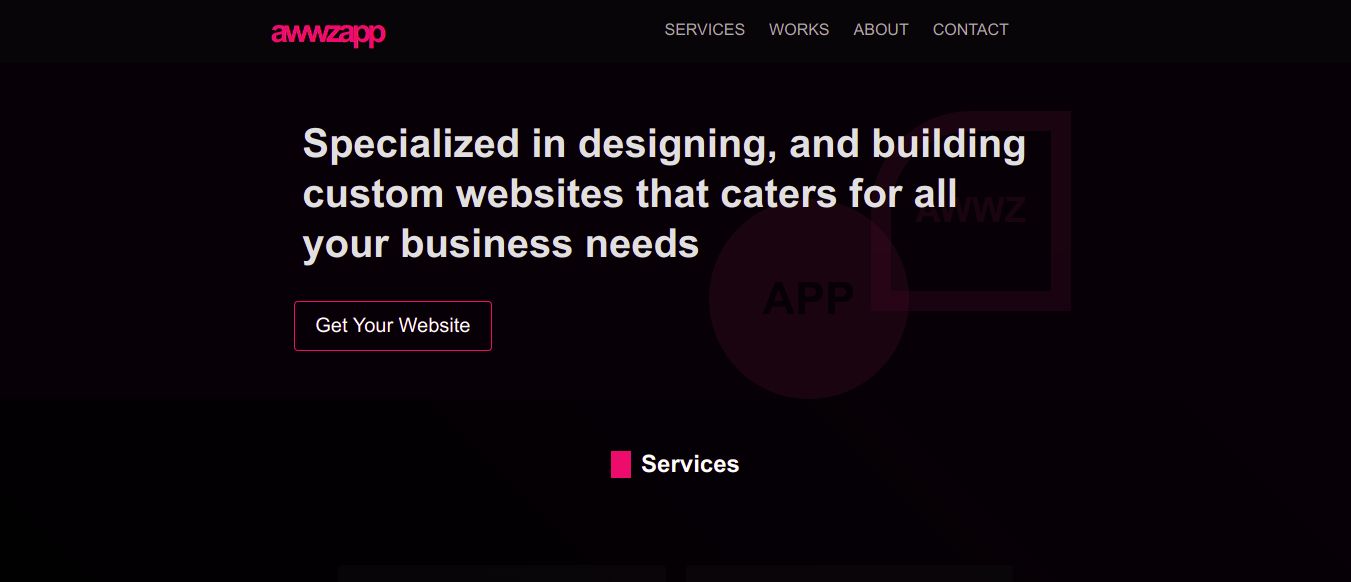 awwzapp
SERVICES WORKS ABOUT CONTACT
Specialized in designing, and building
custom websites that caters for all
your business needs
AWWZ
APP
Get Your Website
Services